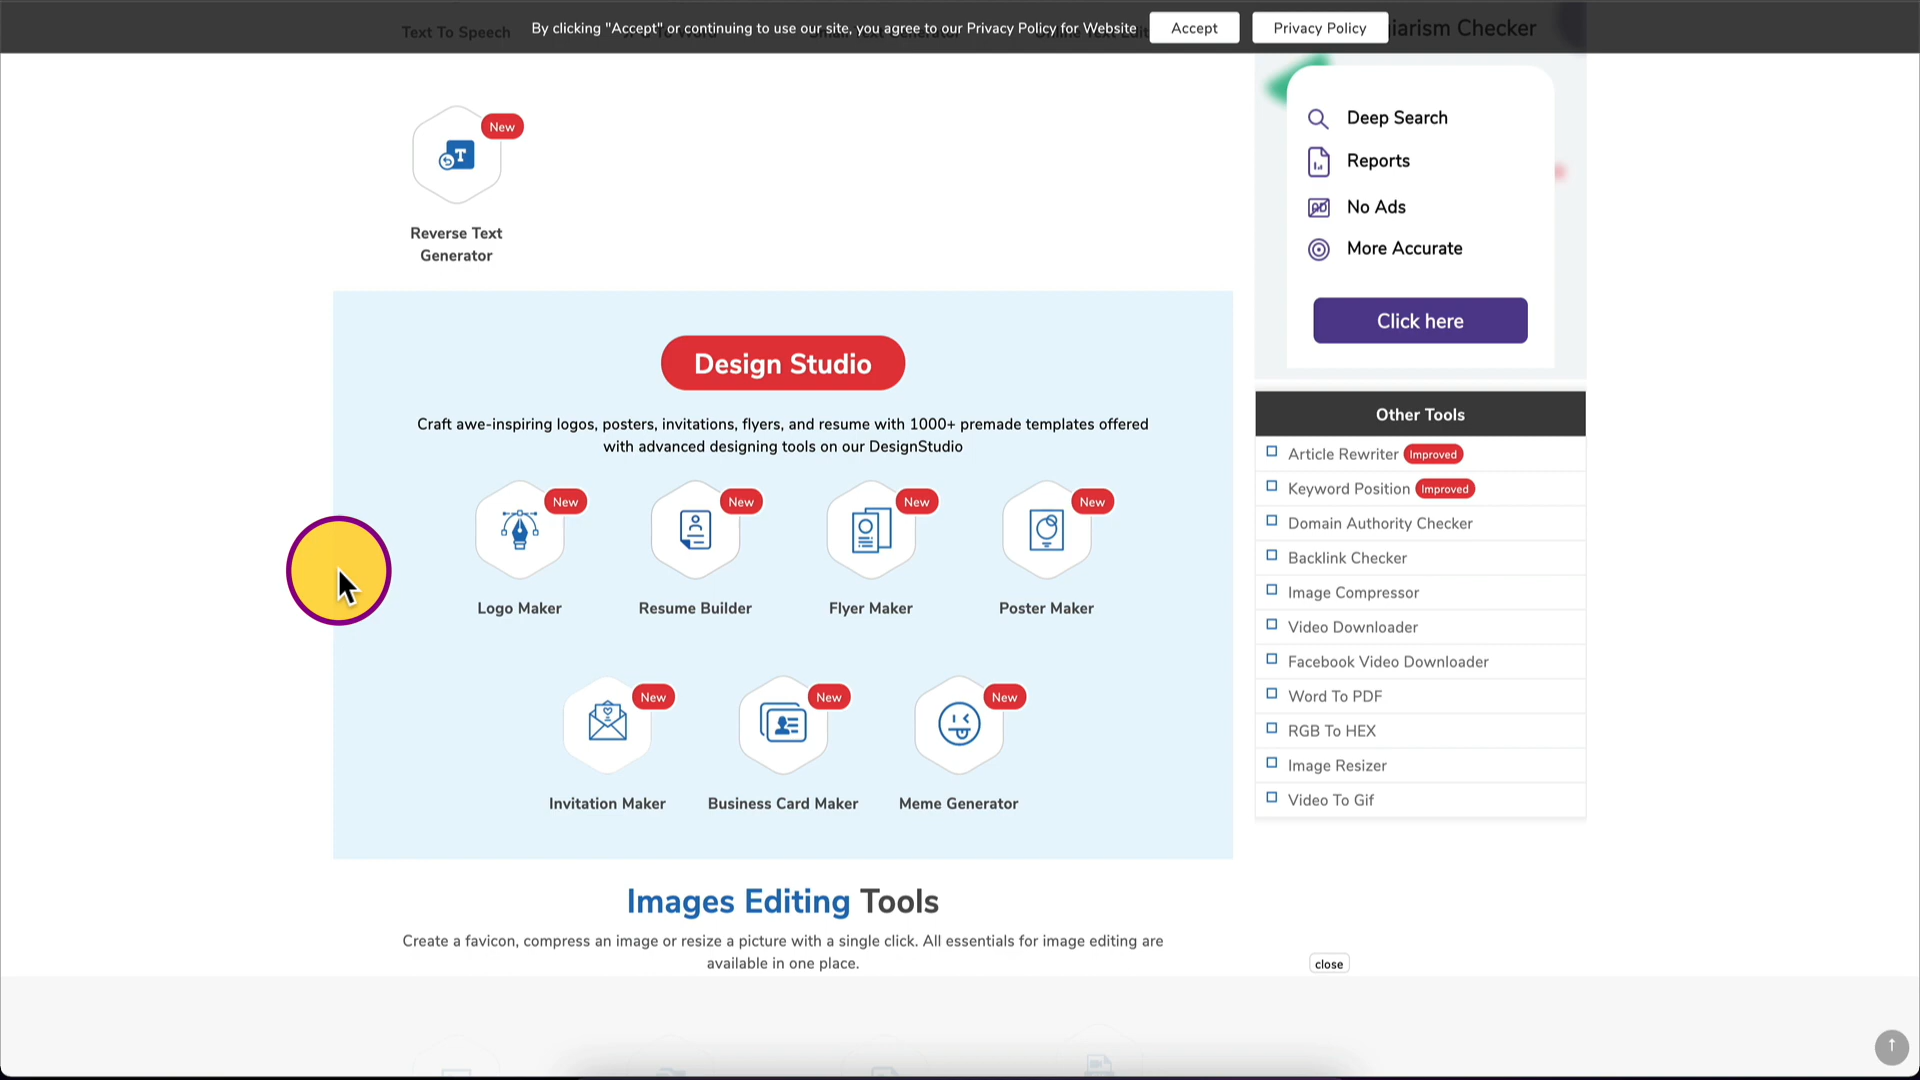 Text To Speech
By clicking "Accept" or continuing to use our site, you agree to our Privacy Policy for Website
Accept
Privacy Policy
Checker
New
Reverse Text
Generator
Deep Search
Reports
No Ads
More Accurate
Click here
Design Studio
Craft awe-inspiring logos, posters, invitations, flyers, and resume with 1000+ premade templates offered
with advanced designing tools on our DesignStudio
New
New
New
New
Logo Maker
Resume Builder
Flyer Maker
Poster Maker
New
New
New
Invitation Maker
Business Card Maker
Meme Generator
Other Tools
Article Rewriter Improved
Keyword Position Improved
Domain Authority Checker
Backlink Checker
Image Compressor
Video Downloader
Facebook Video Downloader
Word To PDF
RGB To HEX
Image Resizer
Video To Gif
Images Editing Tools
Create a favicon, compress an image or resize a picture with a single click. All essentials for image editing are
available in one place.
close